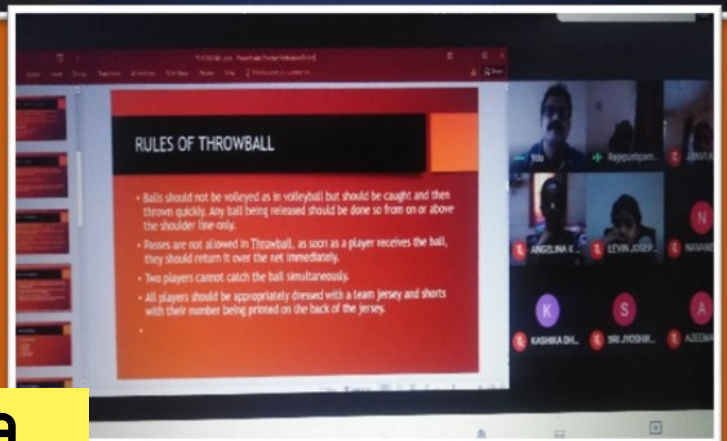 RULES OF THROWBALL
• Balls should not be volleyed as in volleyball but should be caught and then
thrown quickly. Any ball being released should be done so from on or above
the shoulder line only.
• Passes are not allowed in Throwball, as soon as a player receives the ball,
they should return it over the net immediately.
• Two players cannot catch the ball simultaneously.
• All players should be appropriately dressed with a team jersey and shorts
with their number being printed on the back of the jersey.
•
You
Rajapushpam...
ANGELINA K...
LEVIN JOSEP...
N
K
S
A
KASHIKA DH...
SRI JYOSHIK...
AZEEMA
a